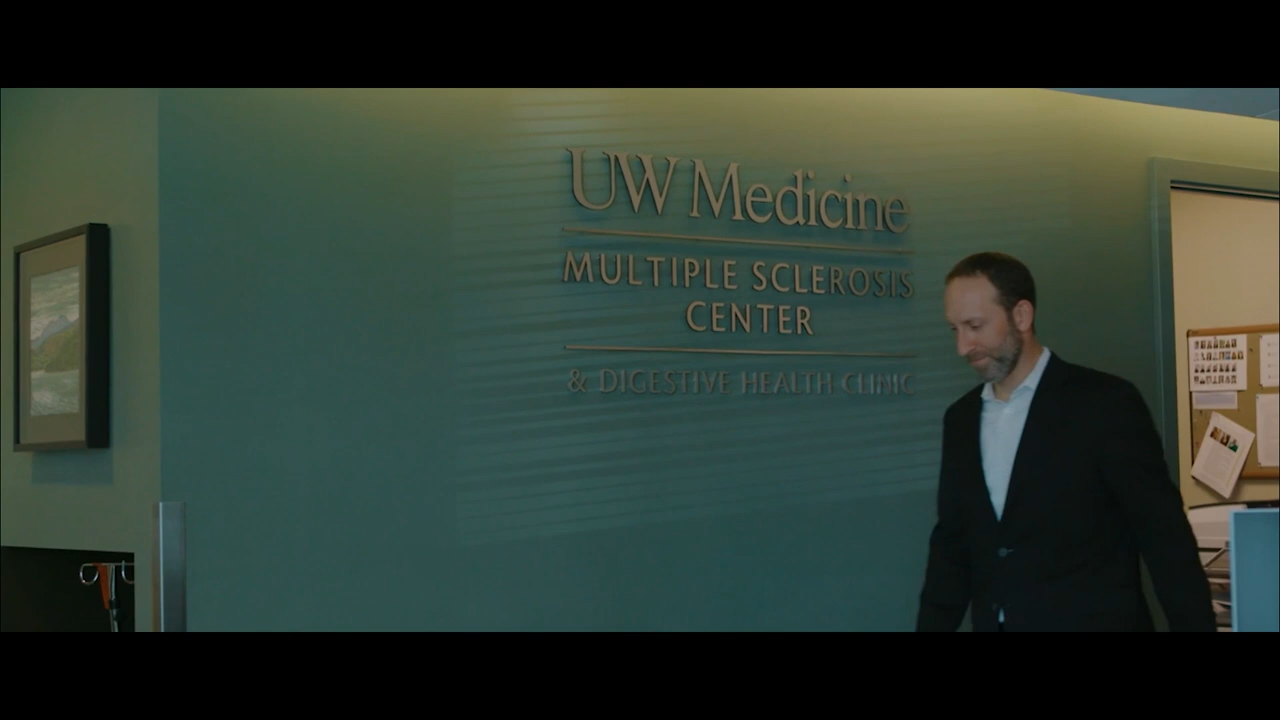 UW Medicine
MULTIPLE SCLEROSIS
CENTER
& DIGESTIVE HEALTH CLINIC